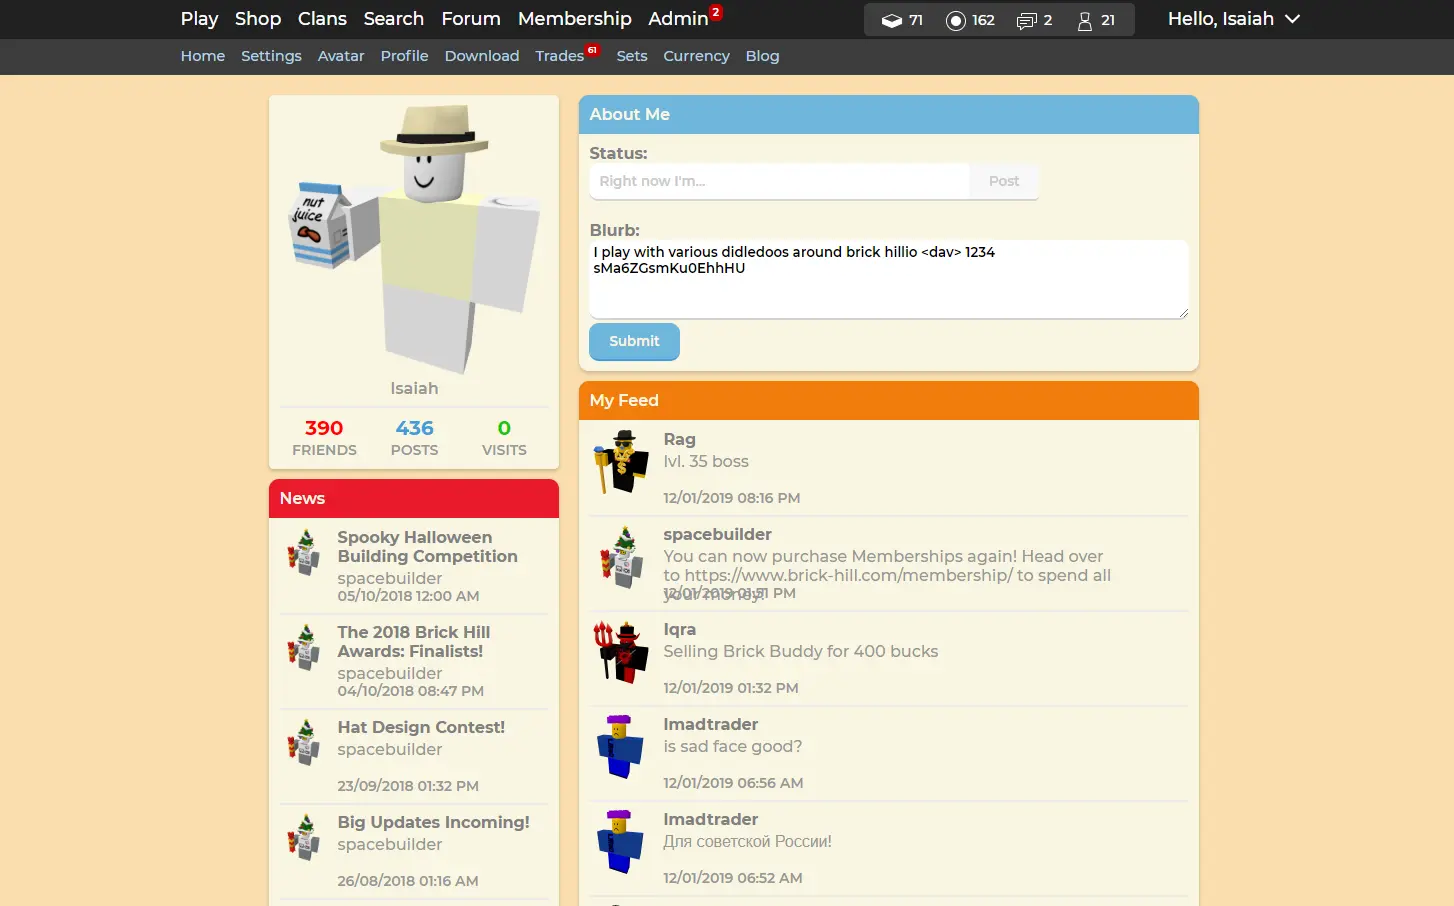 Play Shop Clans Search Forum Membership Admin 2
71 162 2 21
Hello, Isaiah
Home Settings Avatar Profile Download Trades 61 Sets Currency Blog
nut
juice
Isaiah
390 436 0
FRIENDS POSTS VISITS
News
Spooky Halloween
Building Competition
spacebuilder
05/10/2018 12:00 AM
The 2018 Brick Hill
Awards: Finalists!
spacebuilder
04/10/2018 08:47 PM
Hat Design Contest!
spacebuilder
23/09/2018 01:32 PM
Big Updates Incoming!
spacebuilder
26/08/2018 01:16 AM
About Me
Status:
Right now I'm...
Post
Blurb:
I play with various didledoos around brick hillio <dav> 1234
sMa6ZGsmKu0EhhHU
Submit
My Feed
Rag
lvl. 35 boss
12/01/2019 08:16 PM
spacebuilder
You can now purchase Memberships again! Head over
to https://www.brick-hill.com/membership/ to spend all
your money!
12/01/2019 01:51 PM
Iqra
Selling Brick Buddy for 400 bucks
12/01/2019 01:32 PM
lmadtrader
is sad face good?
12/01/2019 06:56 AM
lmadtrader
Для советской России!
12/01/2019 06:52 AM